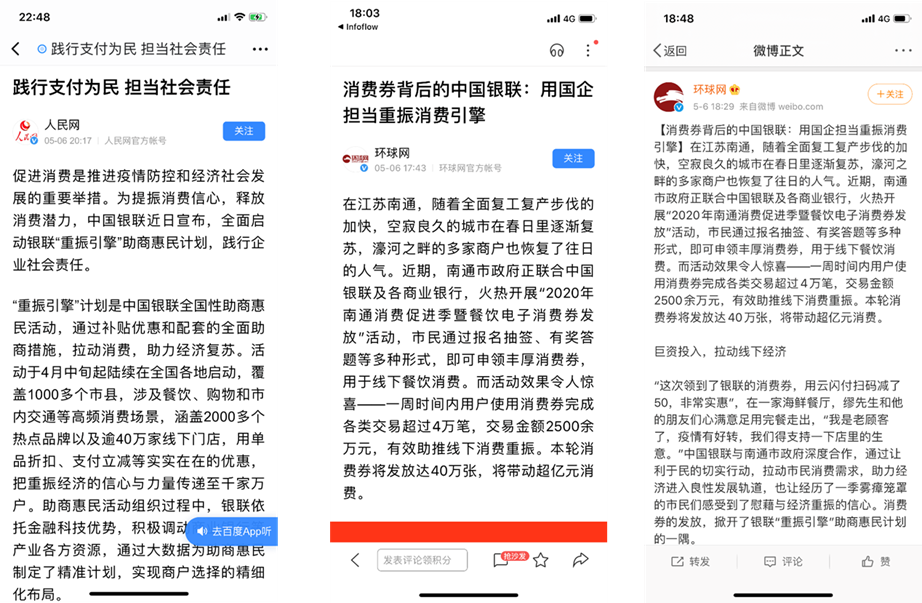 22:48
践行支付为民 担当社会责任
践行支付为民 担当社会责任
人民网
05-06 20:17 人民网官方帐号
关注
促进消费是推进疫情防控和经济社会发
展的重要举措。为提振消费信心，释放
消费潜力，中国银联近日宣布，全面启
动银联“重振引擎”助商惠民计划，践行企
业社会责任。
“重振引擎”计划是中国银联全国性助商惠
民活动，通过补贴优惠和配套的全面助
商措施，拉动消费，助力经济复苏。活
动于4月中旬起陆续在全国各地启动，覆
盖1000多个市县，涉及餐饮、购物和市
内交通等高频消费场景，涵盖2000多个
热点品牌以及逾40万家线下门店，用单
品折扣、支付立减等实实在在的优惠，
把重振经济的信心与力量传递至千家万
户。助商惠民活动组织过程中，银联依
托金融科技优势，积极调动
去百度App听
产业各方资源，通过大数据为助商惠民
制定了精准计划，实现商户选择的精细
化布局。
18:03
4G
Infoflow
消费券背后的中国银联：用国企
担当重振消费引擎
环球网
05-06 17:43 环球网官方帐号
关注
在江苏南通，随着全面复工复产步伐的
加快，空寂良久的城市在春日里逐渐复
苏，濠河之畔的多家商户也恢复了往日
的人气。近期，南通市政府正联合中国
银联及各商业银行，火热开展“2020年
南通消费促进季暨餐饮电子消费券发
放”活动，市民通过报名抽签、有奖答
题等多种形式，即可申领丰厚消费券，
用于线下餐饮消费。而活动效果令人惊
喜——一周时间内用户使用消费券完成
各类交易超过4万笔，交易金额2500余
万元，有效助推线下消费重振。本轮消
费券将发放达40万张，将带动超亿元消
费。
发表评论领积分
抢沙发
18:48
4G
返回
微博正文
环球网
5-6 18:29 来自微博 weibo.com
＋关注
【消费券背后的中国银联：用国企担当重振消费
引擎】在江苏南通，随着全面复工复产步伐的加
快，空寂良久的城市在春日里逐渐复苏，濠河之
畔的多家商户也恢复了往日的人气。近期，南通
市政府正联合中国银联及各商业银行，火热开
展“2020年南通消费促进季暨餐饮电子消费券发
放”活动，市民通过报名抽签、有奖答题等多种
形式，即可申领丰厚消费券，用于线下餐饮消
费。而活动效果令人惊喜——一周时间内用户使
用消费券完成各类交易超过4万笔，交易金额
2500余万元，有效助推线下消费重振。本轮消
费券将发放达40万张，将带动超亿元消费。
巨资投入，拉动线下经济
“这次领到了银联的消费券，用云闪付扫码减了
50，非常实惠”，在一家海鲜餐厅，缪先生和他
的朋友们心满意足用完餐走出，“我是老顾客
了，疫情有好转，我们得支持一下店里的生
意。”中国银联与南通市政府深度合作，通过让
利于民的切实行动，拉动市民消费需求，助力经
济进入良性发展轨道，也让经历了一季雾瘴笼罩
的市民们感受到了慰藉与经济重振的信心。消费
券的发放，掀开了银联“重振引擎”助商惠民计划
的一隅。
转发
评论
赞